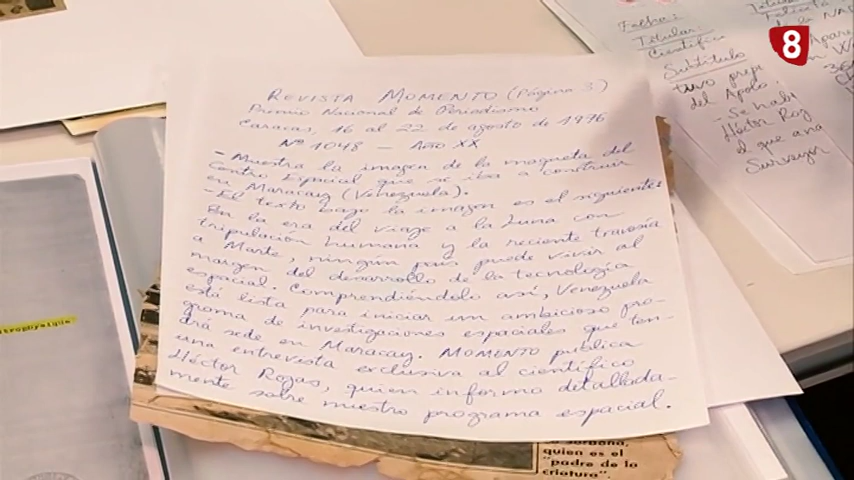 REVISTA MOMENTO (Página 3)
Premio Nacional de Periodismo
Caracas, 16 al 22 de agosto de 1976
Nº 1048 - Año XX
- Muestra la imagen de la maqueta del
Centro Espacial que se iba a construir
en Maracay (Venezuela).
- El texto bajo la imagen es el siguiente:
En la era del viaje a la Luna con
tripulación humana y la reciente travesía
a Marte, ningún país puede vivir al
margen del desarrollo de la tecnología
espacial. Comprendiéndolo así, Venezuela
está lista para iniciar un ambicioso pro-
grama de investigaciones espaciales que ten-
drá sede en Maracay. MOMENTO publica
una entrevista exclusiva al científico
Héctor Rojas, quien informo detallada-
mente sobre nuestro programa espacial.
Fecha:
Titular:
Científico
Subtítulo
tuvo
del Apolo.
- Se habl
Héctor Roj
el que ana
Surveyor
8
quien es el
"padre de la
criatura".